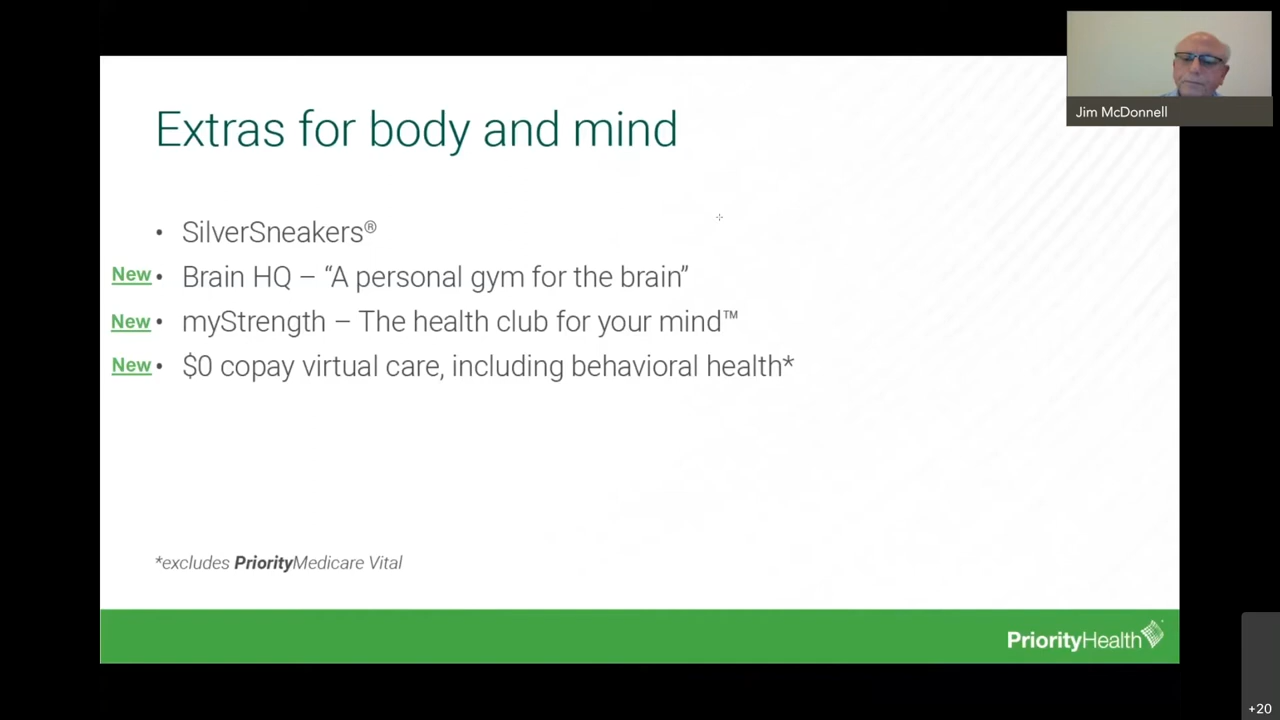 Jim McDonnell
Extras for body and mind
• SilverSneakers®
New • Brain HQ – “A personal gym for the brain”
New • myStrength – The health club for your mind™
New • $0 copay virtual care, including behavioral health*
*excludes PriorityMedicare Vital
PriorityHealth
+20